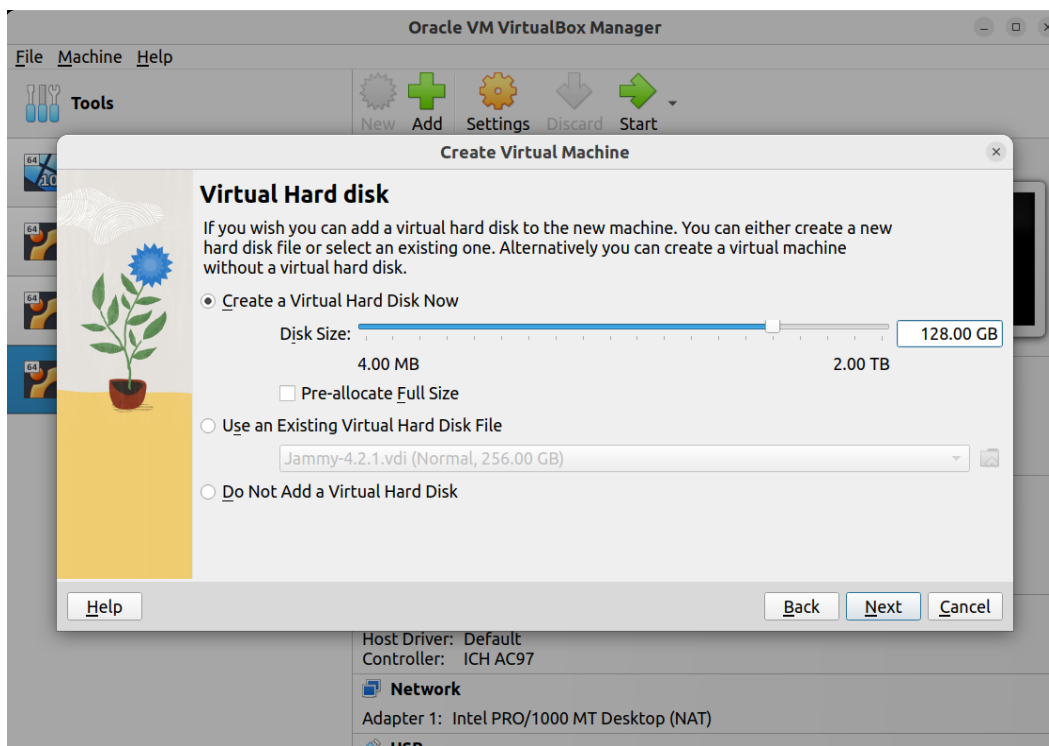 Oracle VM VirtualBox Manager
File Machine Help
Tools
New Add Settings Discard Start
64
10
64
64
64
Create Virtual Machine
Virtual Hard disk
If you wish you can add a virtual hard disk to the new machine. You can either create a new
hard disk file or select an existing one. Alternatively you can create a virtual machine
without a virtual hard disk.
Create a Virtual Hard Disk Now
Disk Size: 128.00 GB
4.00 MB 2.00 TB
Pre-allocate Full Size
Use an Existing Virtual Hard Disk File
Jammy-4.2.1.vdi (Normal, 256.00 GB)
Do Not Add a Virtual Hard Disk
Help Back Next Cancel
Host Driver: Default
Controller: ICH AC97
Network
Adapter 1: Intel PRO/1000 MT Desktop (NAT)
USB